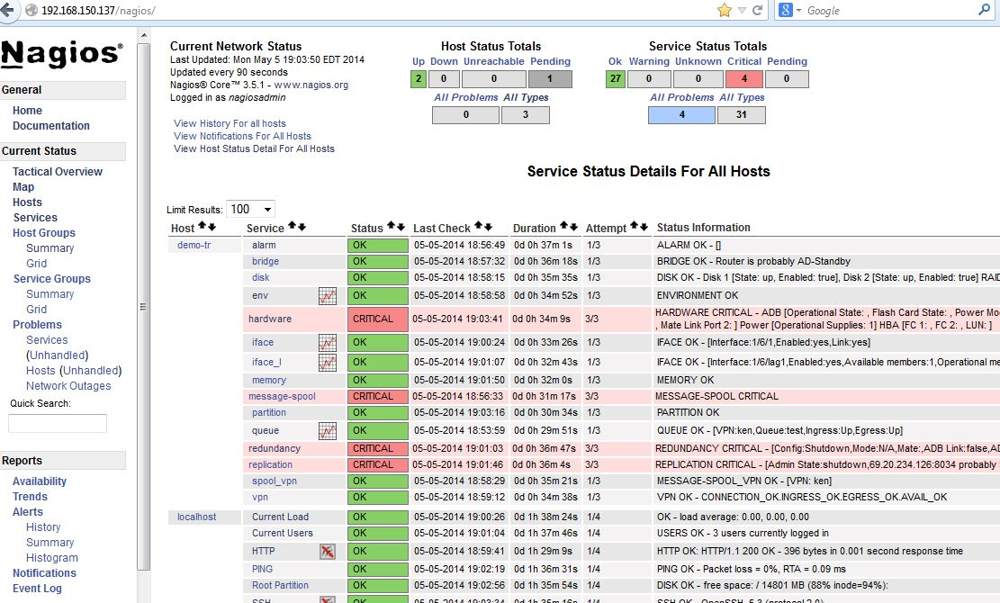 192.168.150.137/nagios/
Google
Nagios®
General
Home
Documentation
Current Status
Tactical Overview
Map
Hosts
Services
Host Groups
Summary
Grid
Service Groups
Summary
Grid
Problems
Services
(Unhandled)
Hosts (Unhandled)
Network Outages
Quick Search:
Reports
Availability
Trends
Alerts
History
Summary
Histogram
Notifications
Event Log
Current Network Status
Last Updated: Mon May 5 19:03:50 EDT 2014
Updated every 90 seconds
Nagios® Core™ 3.5.1 - www.nagios.org
Logged in as nagiosadmin
View History For all hosts
View Notifications For All Hosts
View Host Status Detail For All Hosts
Host Status Totals
Up Down Unreachable Pending
2 0 0 1
All Problems All Types
0 3
Service Status Totals
Ok Warning Unknown Critical Pending
27 0 0 4 0
All Problems All Types
4 31
Service Status Details For All Hosts
Limit Results: 100
Host Service Status Last Check Duration Attempt Status Information
demo-tr alarm OK 05-05-2014 18:56:49 0d 0h 37m 1s 1/3 ALARM OK - []
bridge OK 05-05-2014 18:57:32 0d 0h 36m 18s 1/3 BRIDGE OK - Router is probably AD-Standby
disk OK 05-05-2014 18:58:15 0d 0h 35m 35s 1/3 DISK OK - Disk 1 [State: up, Enabled: true], Disk 2 [State: up, Enabled: true] RAID
env OK 05-05-2014 18:58:58 0d 0h 34m 52s 1/3 ENVIRONMENT OK
hardware CRITICAL 05-05-2014 19:03:41 0d 0h 34m 9s 3/3 HARDWARE CRITICAL - ADB [Operational State: , Flash Card State: , Power Mo
, Mate Link Port 2: ] Power [Operational Supplies: 1] HBA [FC 1: , FC 2: , LUN: ]
iface OK 05-05-2014 19:00:24 0d 0h 33m 26s 1/3 IFACE OK - [Interface:1/6/1,Enabled:yes,Link:yes]
iface_l OK 05-05-2014 19:01:07 0d 0h 32m 43s 1/3 IFACE OK - [Interface:1/6/lag1,Enabled:yes,Available members:1,Operational me
memory OK 05-05-2014 19:01:50 0d 0h 32m 0s 1/3 MEMORY OK
message-spool CRITICAL 05-05-2014 18:56:33 0d 0h 31m 17s 3/3 MESSAGE-SPOOL CRITICAL
partition OK 05-05-2014 19:03:16 0d 0h 30m 34s 1/3 PARTITION OK
queue OK 05-05-2014 18:53:59 0d 0h 29m 51s 1/3 QUEUE OK - [VPN:ken,Queue:test,Ingress:Up,Egress:Up]
redundancy CRITICAL 05-05-2014 19:01:03 0d 0h 36m 47s 3/3 REDUNDANCY CRITICAL - [Config:Shutdown,Mode:N/A,Mate:,ADB Link:false,AD
replication CRITICAL 05-05-2014 19:01:46 0d 0h 36m 4s 3/3 REPLICATION CRITICAL - [Admin State:shutdown,69.20.234.126:8034 probably
spool_vpn OK 05-05-2014 18:58:29 0d 0h 35m 21s 1/3 MESSAGE-SPOOL_VPN OK - [VPN: ken]
vpn OK 05-05-2014 18:59:12 0d 0h 34m 38s 1/3 VPN OK - CONNECTION_OK.INGRESS_OK.EGRESS_OK.AVAIL_OK
localhost Current Load OK 05-05-2014 19:00:26 0d 1h 38m 24s 1/4 OK - load average: 0.00, 0.00, 0.00
Current Users OK 05-05-2014 19:01:04 0d 1h 37m 46s 1/4 USERS OK - 3 users currently logged in
HTTP OK 05-05-2014 18:59:41 0d 1h 29m 9s 1/4 HTTP OK: HTTP/1.1 200 OK - 396 bytes in 0.001 second response time
PING OK 05-05-2014 19:02:19 0d 1h 36m 31s 1/4 PING OK - Packet loss = 0%, RTA = 0.09 ms
Root Partition OK 05-05-2014 19:02:56 0d 1h 35m 54s 1/4 DISK OK - free space: / 14801 MB (88% inode=94%):
SSH OK 05-05-2014 19:03:34 0d 1h 35m 16s 1/4 SSH OK - OpenSSH_5.3 (protocol 2.0)